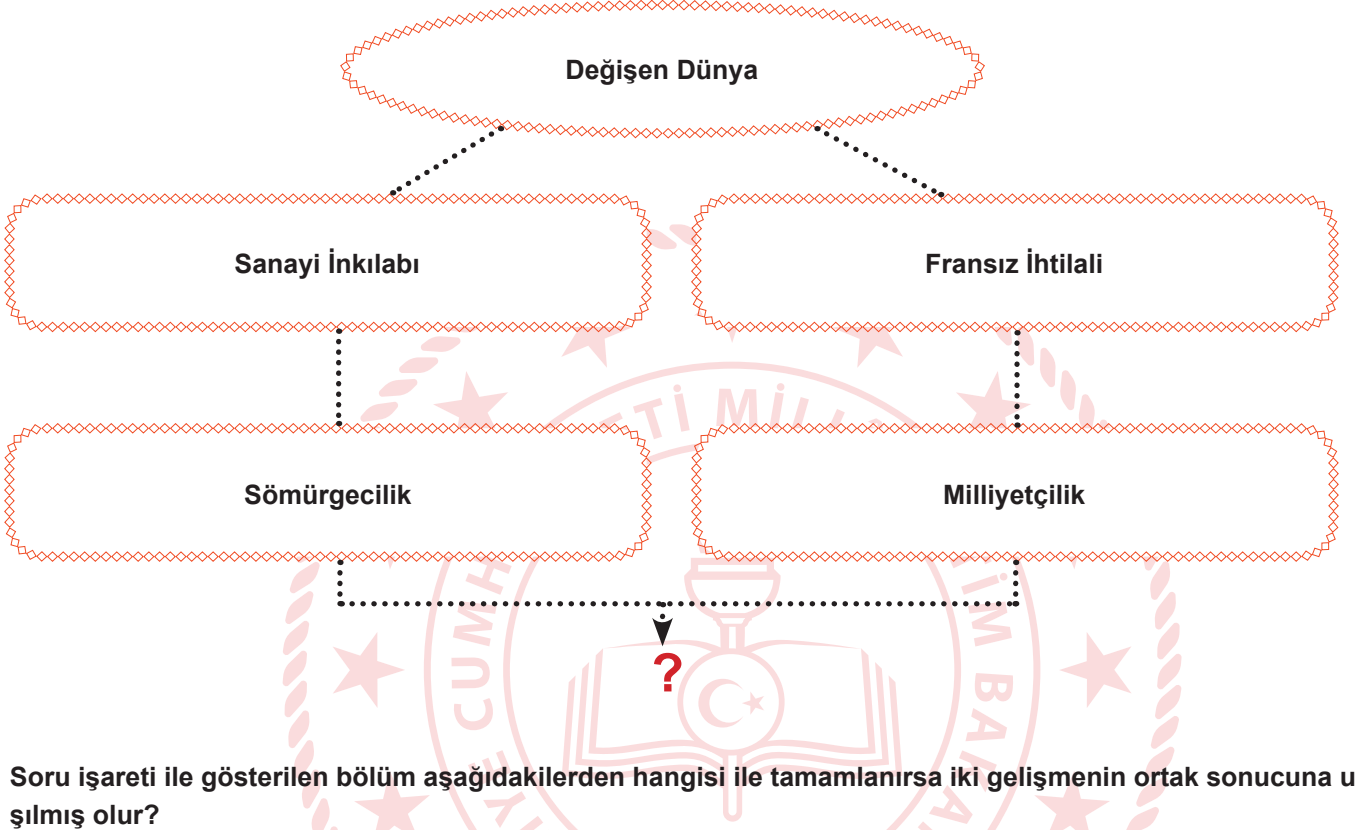 Değişen Dünya
Sanayi İnkılabı
Fransız İhtilali
Sömürgecilik
Milliyetçilik
?
Soru işareti ile gösterilen bölüm aşağıdakilerden hangisi ile tamamlanırsa iki gelişmenin ortak sonucuna u
şılmış olur?